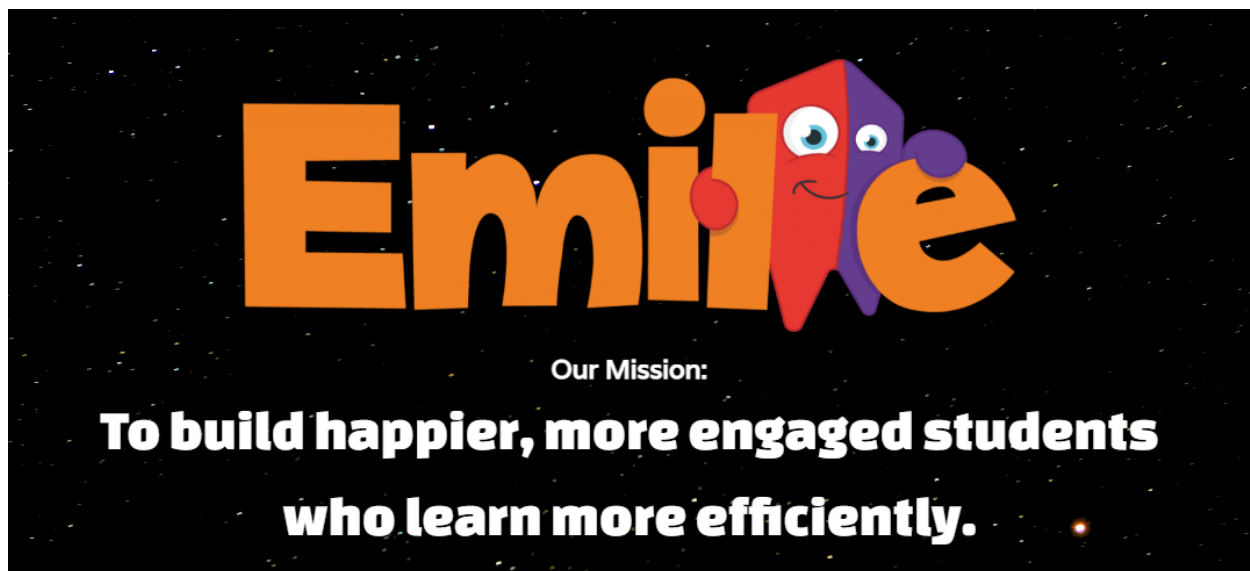 Emile
Our Mission:
To build happier, more engaged students
who learn more efficiently.